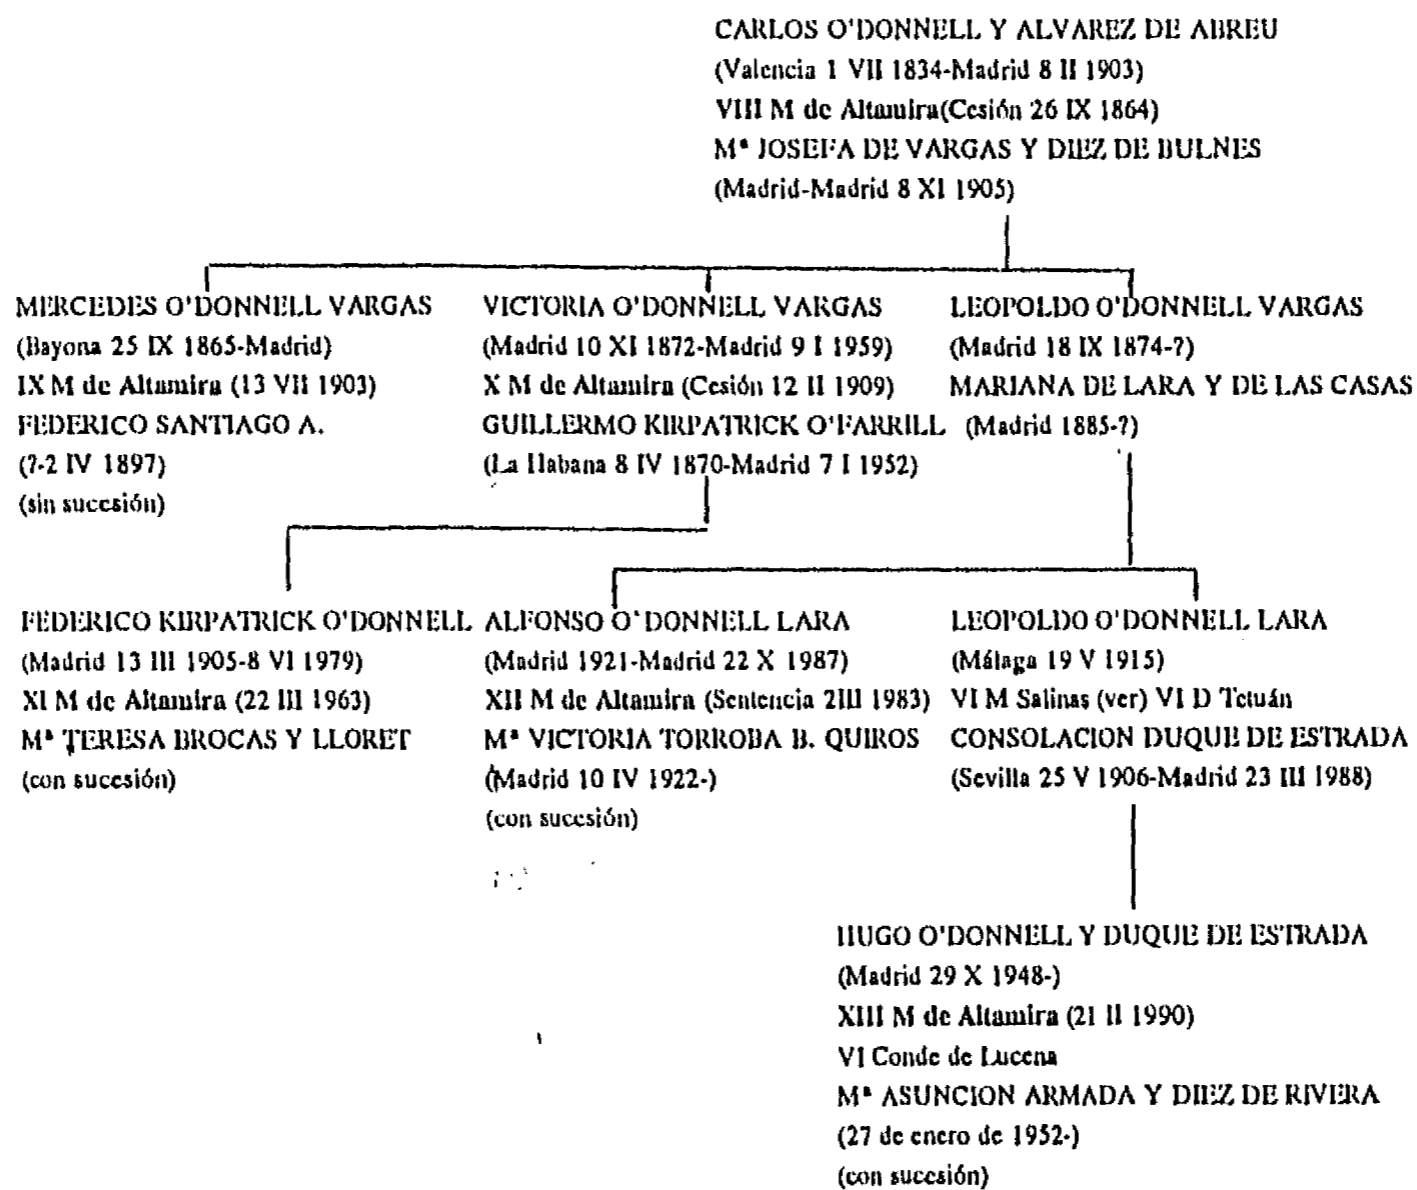 CARLOS O'DONNELL Y ALVAREZ DE ABREU
(Valencia 1 VII 1834-Madrid 8 II 1903)
VIII M de Altamira(Cesión 26 IX 1864)
Mª JOSEFA DE VARGAS Y DIEZ DE BULNES
(Madrid-Madrid 8 XI 1905)
MERCEDES O'DONNELL VARGAS
(Bayona 25 IX 1865-Madrid)
IX M de Altamira (13 VII 1903)
FEDERICO SANTIAGO A.
(?-2 IV 1897)
(sin sucesión)
VICTORIA O'DONNELL VARGAS
(Madrid 10 XI 1872-Madrid 9 I 1959)
X M de Altamira (Cesión 12 II 1909)
GUILLERMO KIRPATRICK O'FARRILL
(La Habana 8 IV 1870-Madrid 7 I 1952)
LEOPOLDO O'DONNELL VARGAS
(Madrid 18 IX 1874-?)
MARIANA DE LARA Y DE LAS CASAS
(Madrid 1885-?)
FEDERICO KIRPATRICK O'DONNELL
(Madrid 13 III 1905-8 VI 1979)
XI M de Altamira (22 III 1963)
Mª TERESA BROCAS Y LLORET
(con sucesión)
ALFONSO O'DONNELL LARA
(Madrid 1921-Madrid 22 X 1987)
XII M de Altamira (Sentencia 2III 1983)
Mª VICTORIA TORROBA B. QUIROS
(Madrid 10 IV 1922-)
(con sucesión)
LEOPOLDO O'DONNELL LARA
(Málaga 19 V 1915)
VI M Salinas (ver) VI D Tetuán
CONSOLACION DUQUE DE ESTRADA
(Sevilla 25 V 1906-Madrid 23 III 1988)
HUGO O'DONNELL Y DUQUE DE ESTRADA
(Madrid 29 X 1948-)
XIII M de Altamira (21 II 1990)
VI Conde de Lucena
Mª ASUNCION ARMADA Y DIEZ DE RIVERA
(27 de enero de 1952-)
(con sucesión)